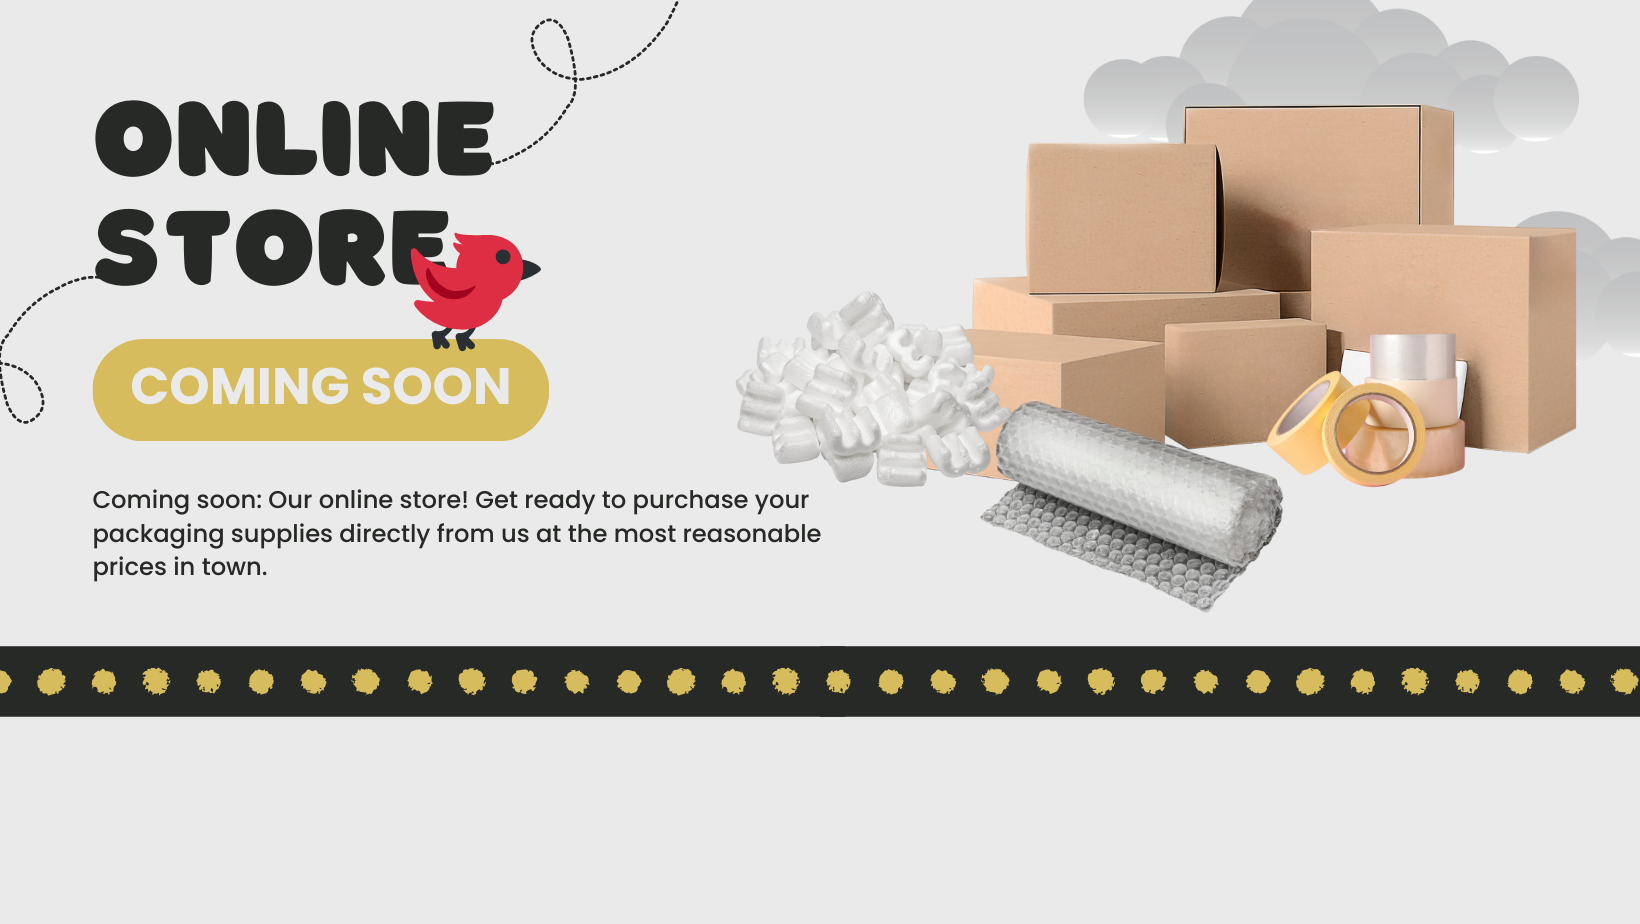 ONLINE
STORE
COMING SOON
Coming soon: Our online store! Get ready to purchase your
packaging supplies directly from us at the most reasonable
prices in town.